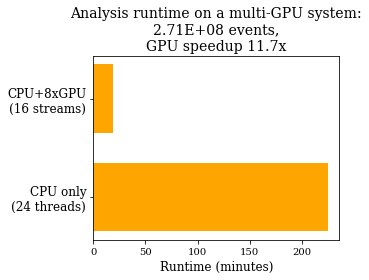 Analysis runtime on a multi-GPU system:
2.71E+08 events,
GPU speedup 11.7x
CPU+8xGPU
(16 streams)
CPU only
(24 threads)
0 50 100 150 200
Runtime (minutes)